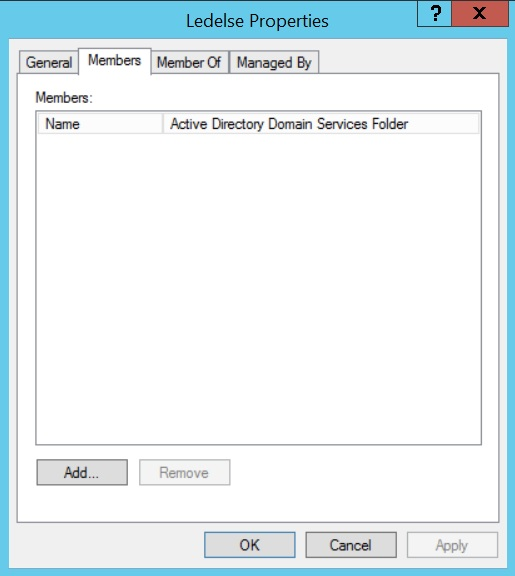 Ledelse Properties
? X
General Members Member Of Managed By
Members:
Name Active Directory Domain Services Folder
Add... Remove
OK Cancel Apply